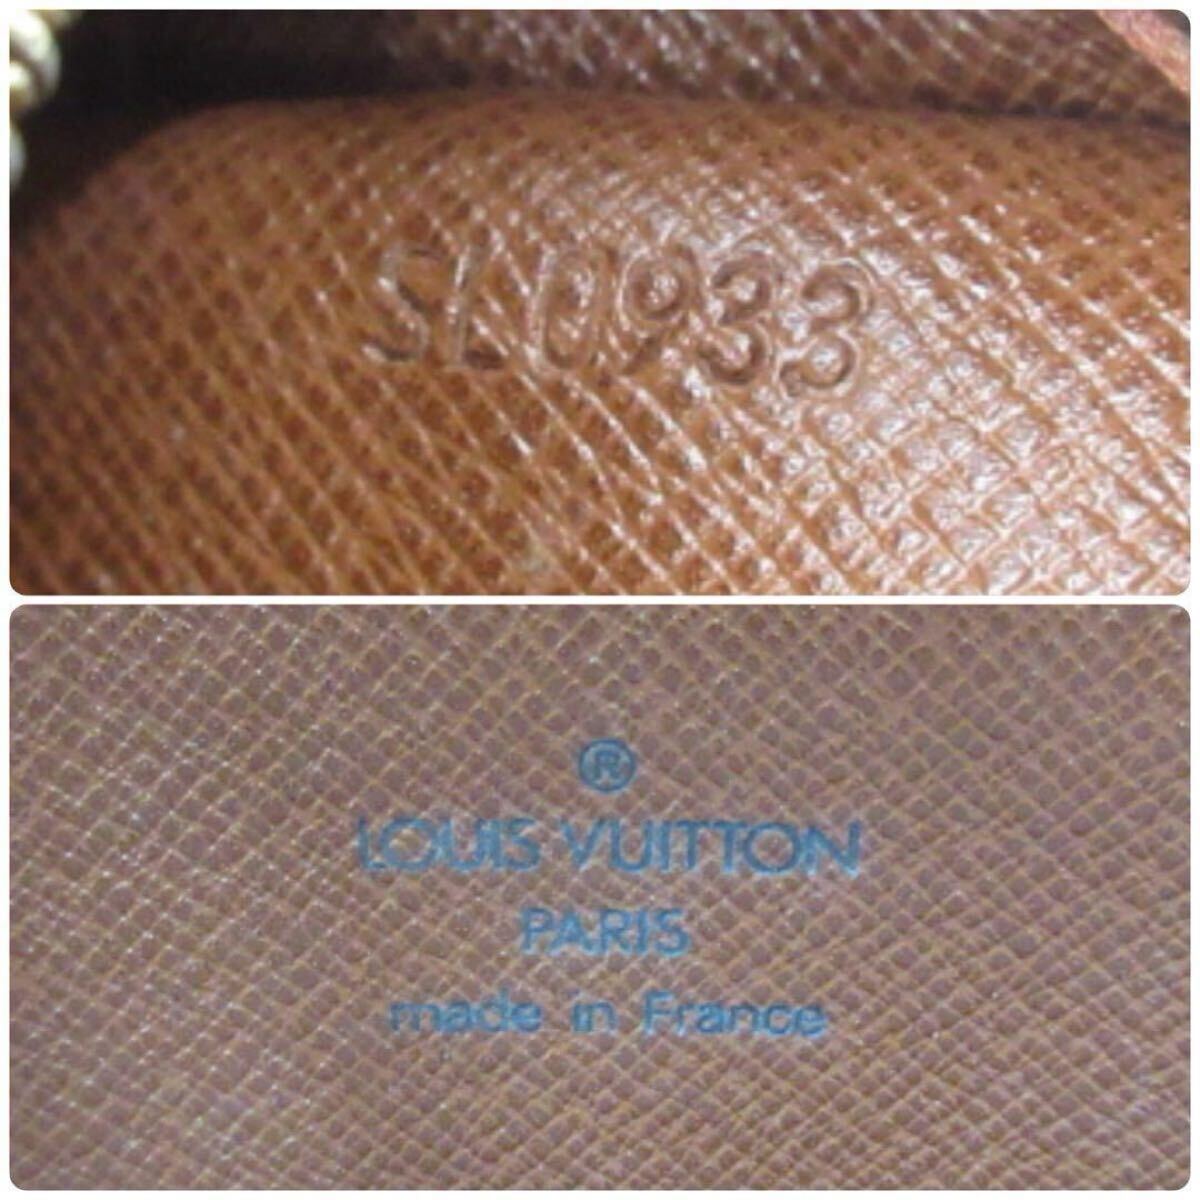 SL0933
®
LOUIS VUITTON
PARIS
made in France